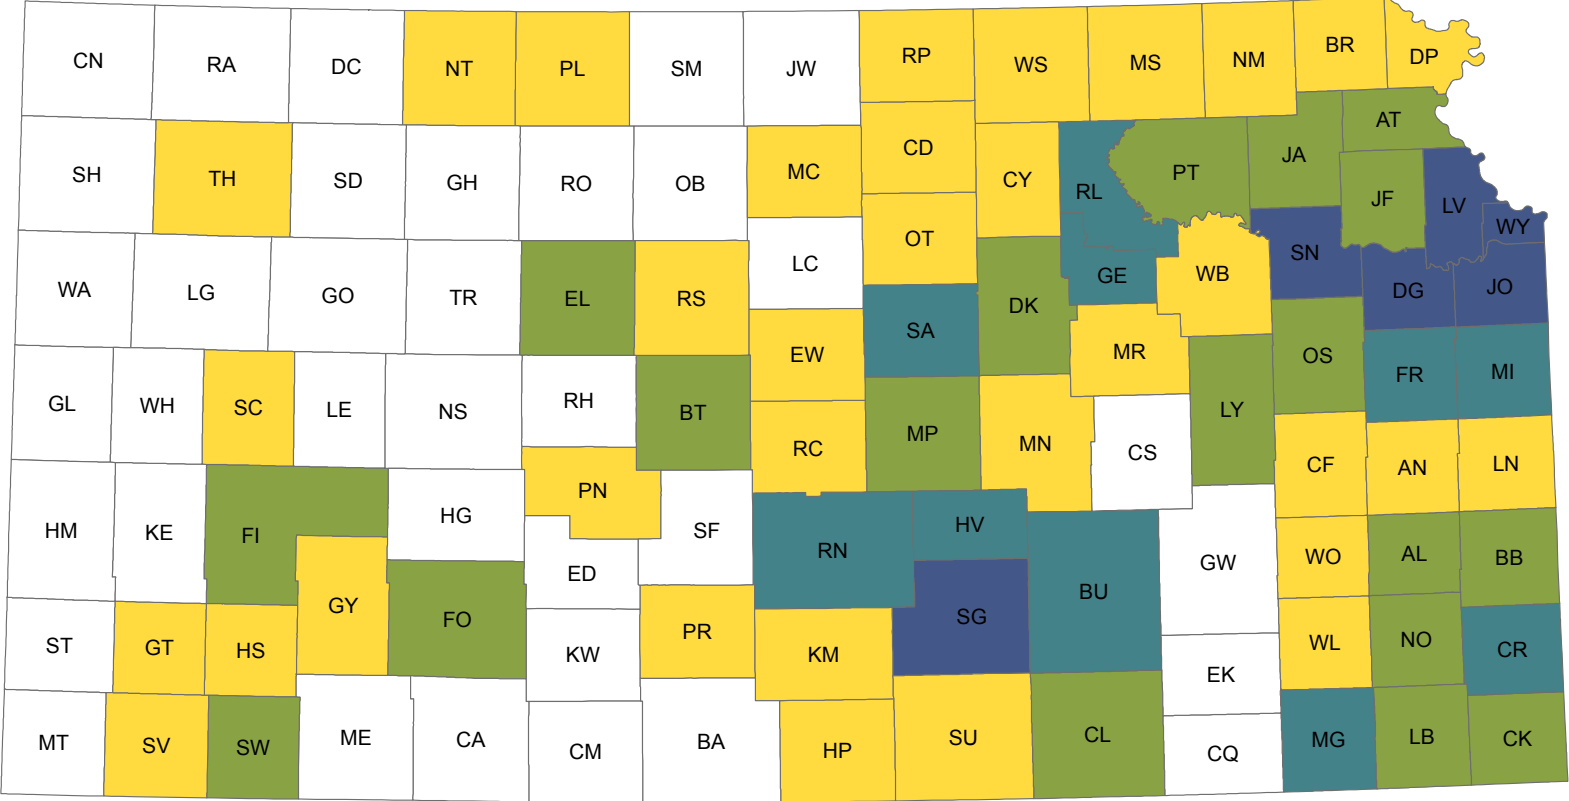 CN RA DC NT PL SM JW RP WS MS NM BR DP
SH TH SD GH RO OB MC CD CY RL PT JA AT
JF LV WY
WA LG GO TR EL RS LC OT DK GE WB SN DG JO
GL WH SC LE NS RH BT EW SA MR OS FR MI
RC MP MN CS LY CF AN LN
HM KE FI HG PN SF RN HV BU GW WO AL BB
ST GT HS GY FO ED KW PR KM SG EK WL NO CR
MT SV SW ME CA CM BA HP SU CL CQ MG LB CK